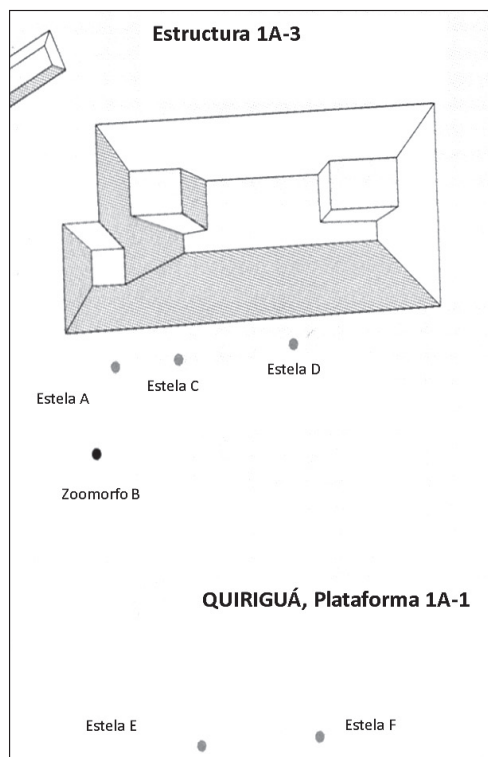 Estructura 1A-3
Estela D
Estela C
Estela A
Zoomorfo B
QUIRIGUÁ, Plataforma 1A-1
Estela E
Estela F